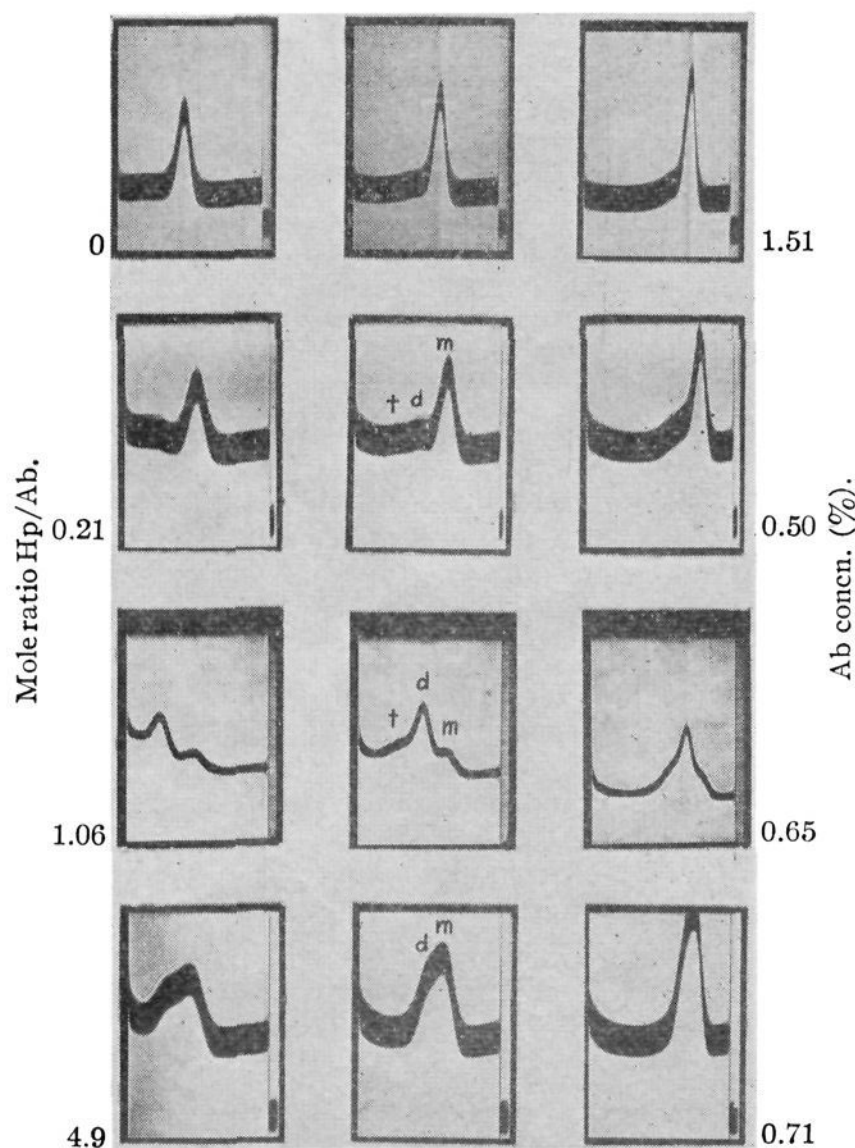 0
1.51
m
† d
0.21
0.50
Mole ratio Hp/Ab.
Ab concn. (%).
d
† m
1.06
0.65
m
d
4.9
0.71